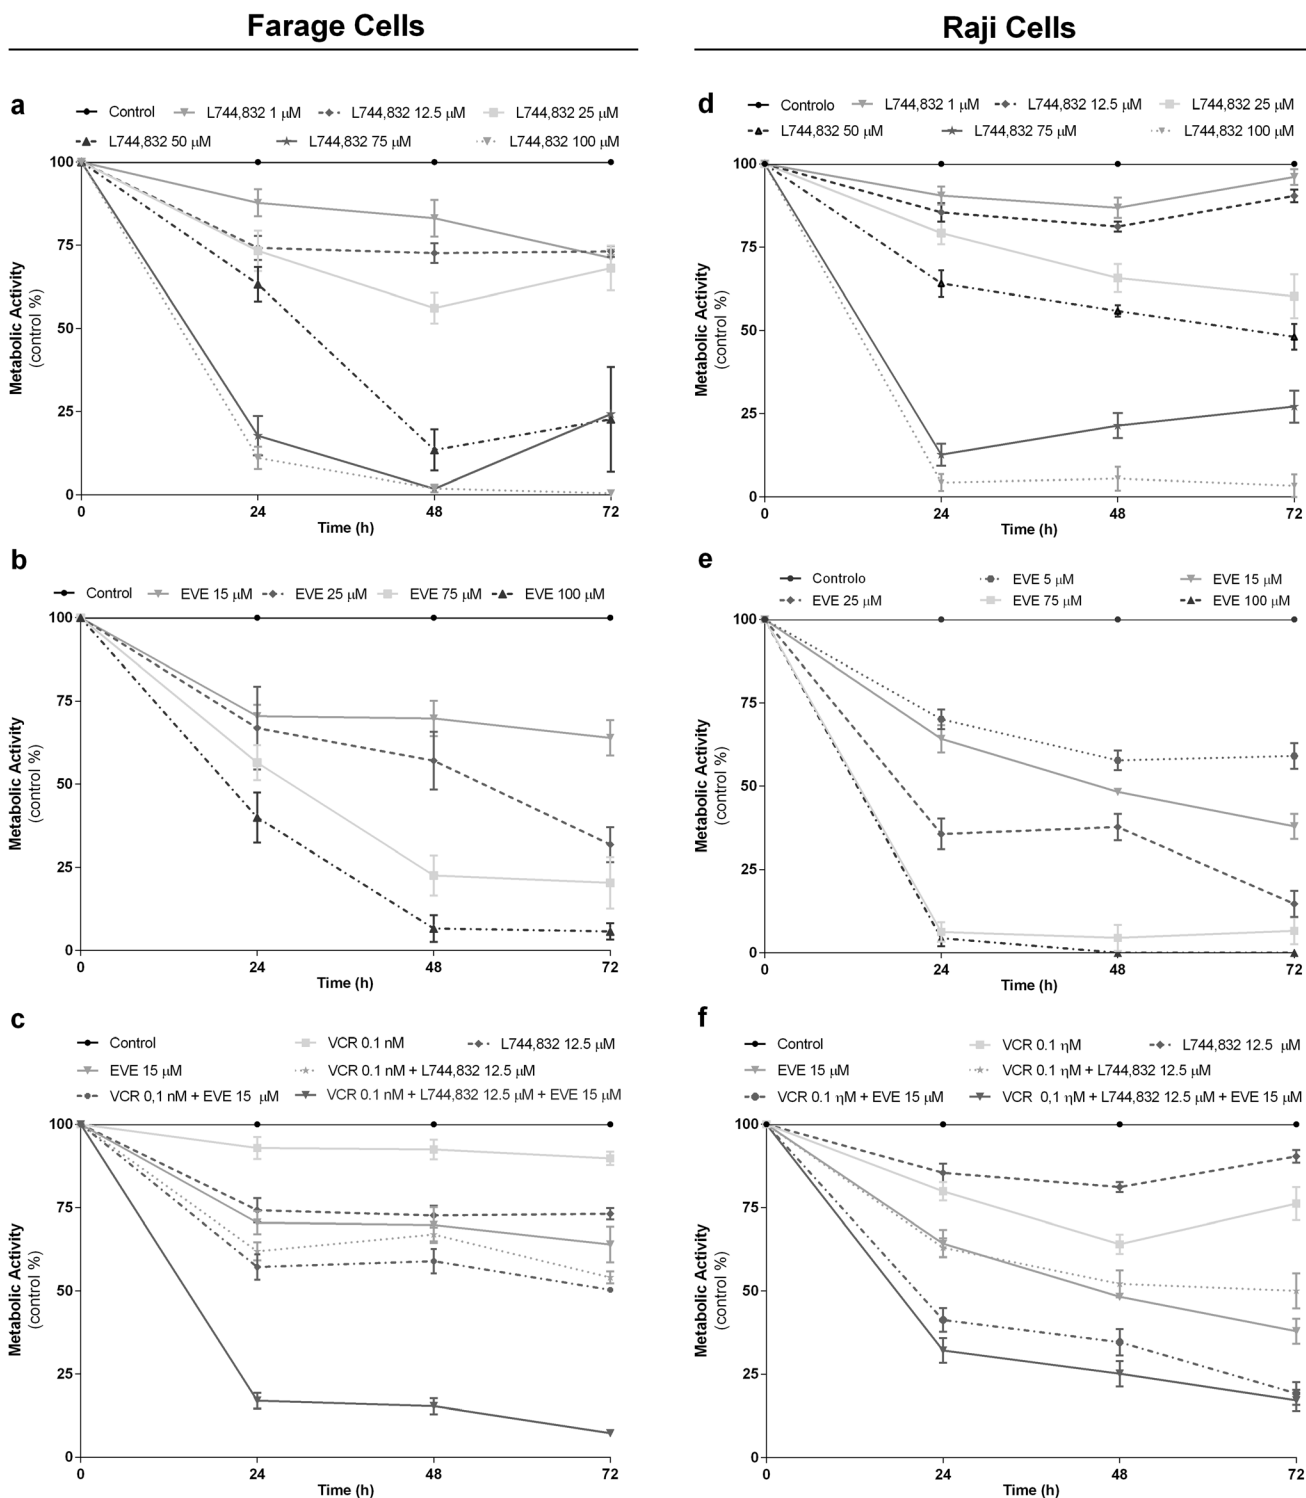 Farage Cells
Raji Cells
a
Control L744,832 1 μM L744,832 12.5 μM L744,832 25 μM
L744,832 50 μM L744,832 75 μM L744,832 100 μM
100
75
50
25
0
Metabolic Activity
(control %)
0 24 48 72
Time (h)
d
Controlo L744,832 1 μM L744,832 12.5 μM L744,832 25 μM
L744,832 50 μM L744,832 75 μM L744,832 100 μM
100
75
50
25
0
Metabolic Activity
(control %)
0 24 48 72
Time (h)
b
Control EVE 15 μM EVE 25 μM EVE 75 μM EVE 100 μM
100
75
50
25
0
Metabolic Activity
(control %)
0 24 48 72
Time (h)
e
Controlo EVE 5 μM EVE 15 μM
EVE 25 μM EVE 75 μM EVE 100 μM
100
75
50
25
0
Metabolic Activity
(control %)
0 24 48 72
Time (h)
c
Control VCR 0.1 nM L744,832 12.5 μM
EVE 15 μM VCR 0.1 nM + L744,832 12.5 μM
VCR 0,1 nM + EVE 15 μM VCR 0.1 nM + L744,832 12.5 μM + EVE 15 μM
100
75
50
25
0
Metabolic Activity
(control %)
0 24 48 72
Time (h)
f
Control VCR 0.1 ηM L744,832 12.5 μM
EVE 15 μM VCR 0.1 ηM + L744,832 12.5 μM
VCR 0.1 ηM + EVE 15 μM VCR 0,1 ηM + L744,832 12.5 μM + EVE 15 μM
100
75
50
25
0
Metabolic Activity
(control %)
0 24 48 72
Time (h)